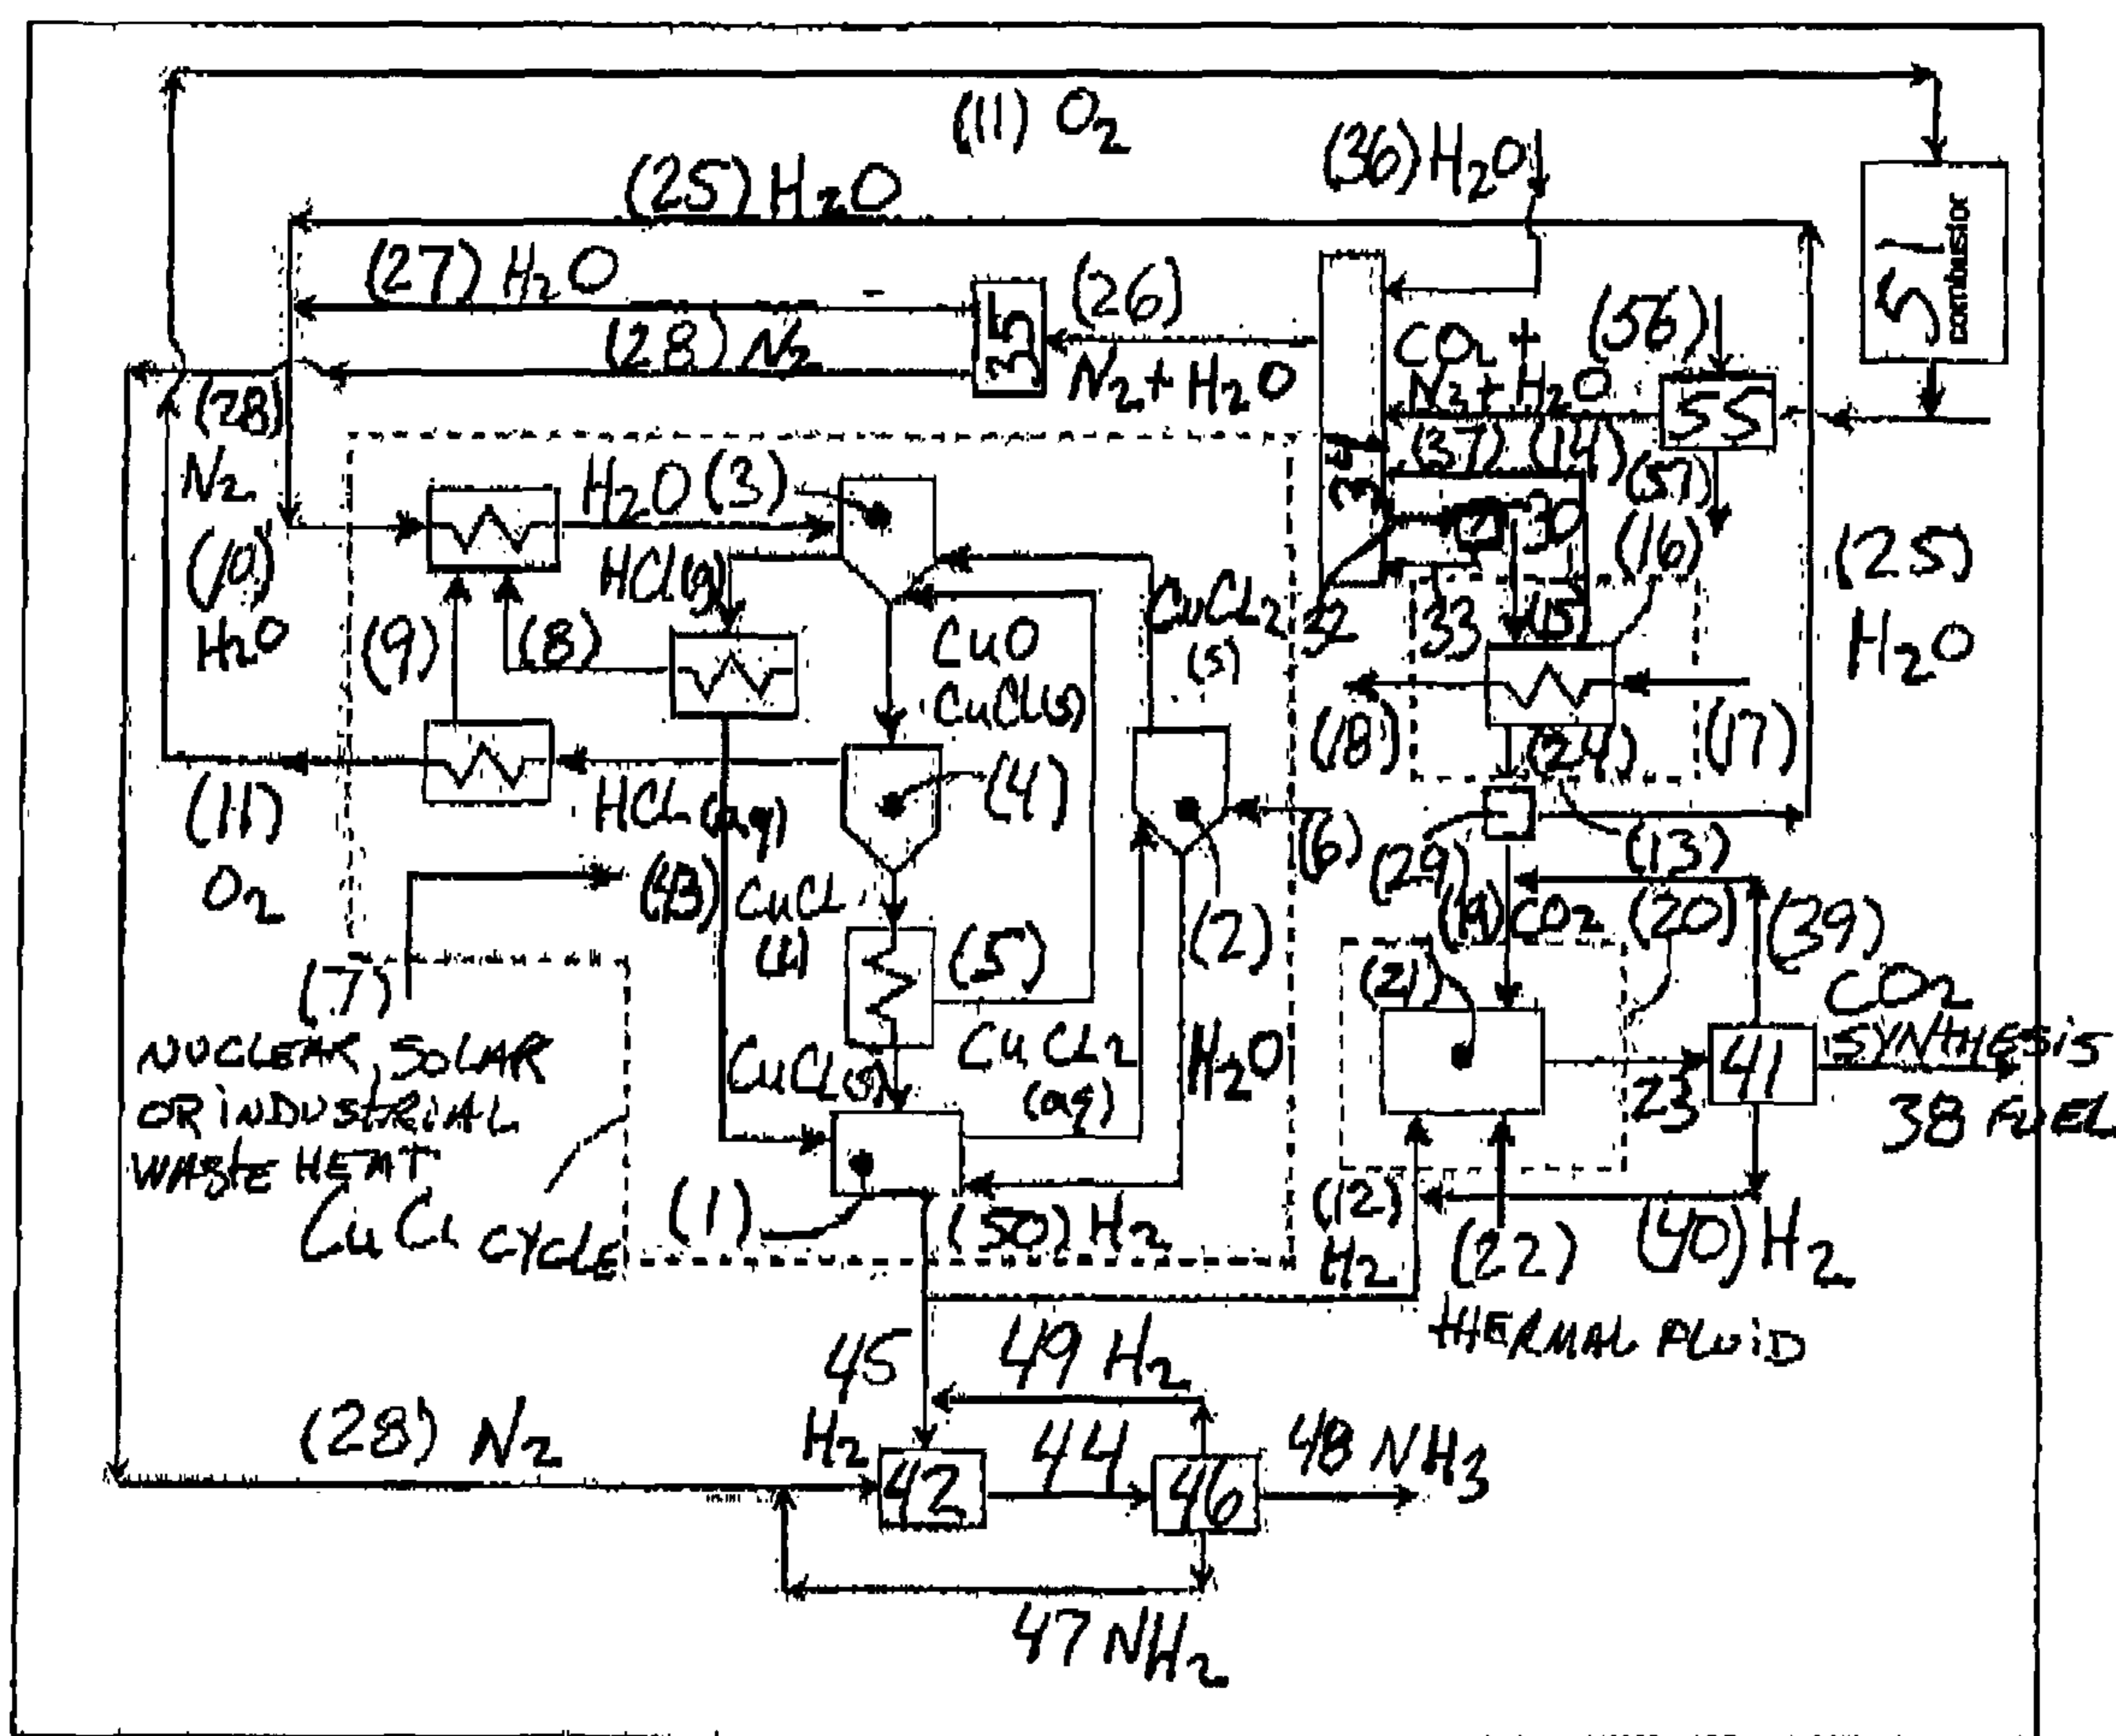 (11) O2
(36) H2O
(25) H2O
51
combustor
(27) H2O
(26)
35
(28) N2
N2 + H2O
CO2 +
N2 + H2O
(56)
55
(28)
N2
(10)
H2O
H2O (3)
34
(37) (14)
(57)
30
(16)
(25)
H2O
HCl(g)
(9)
(8)
CuO
CuCl(s)
CuCL2
(s)
32
33
(15)
(18)
(24)
(17)
(11)
O2
HCL (aq)
(4)
(6)
(29)
(13)
(43)
CuCL
(2)
(19) CO2
(20)
(39)
CO2
(7)
NUCLEAR, SOLAR
OR INDUSTRIAL
WASTE HEAT
(5)
(21)
41
SYNTHESIS
38 FUEL
23
CuCL(s)
CuCL2
(aq)
H2O
CuCl CYCLE
(1)
(50) H2
(12)
H2
(22)
THERMAL FLUID
(40) H2
45
H2
49 H2
(28) N2
42
44
46
48 NH3
47 NH2